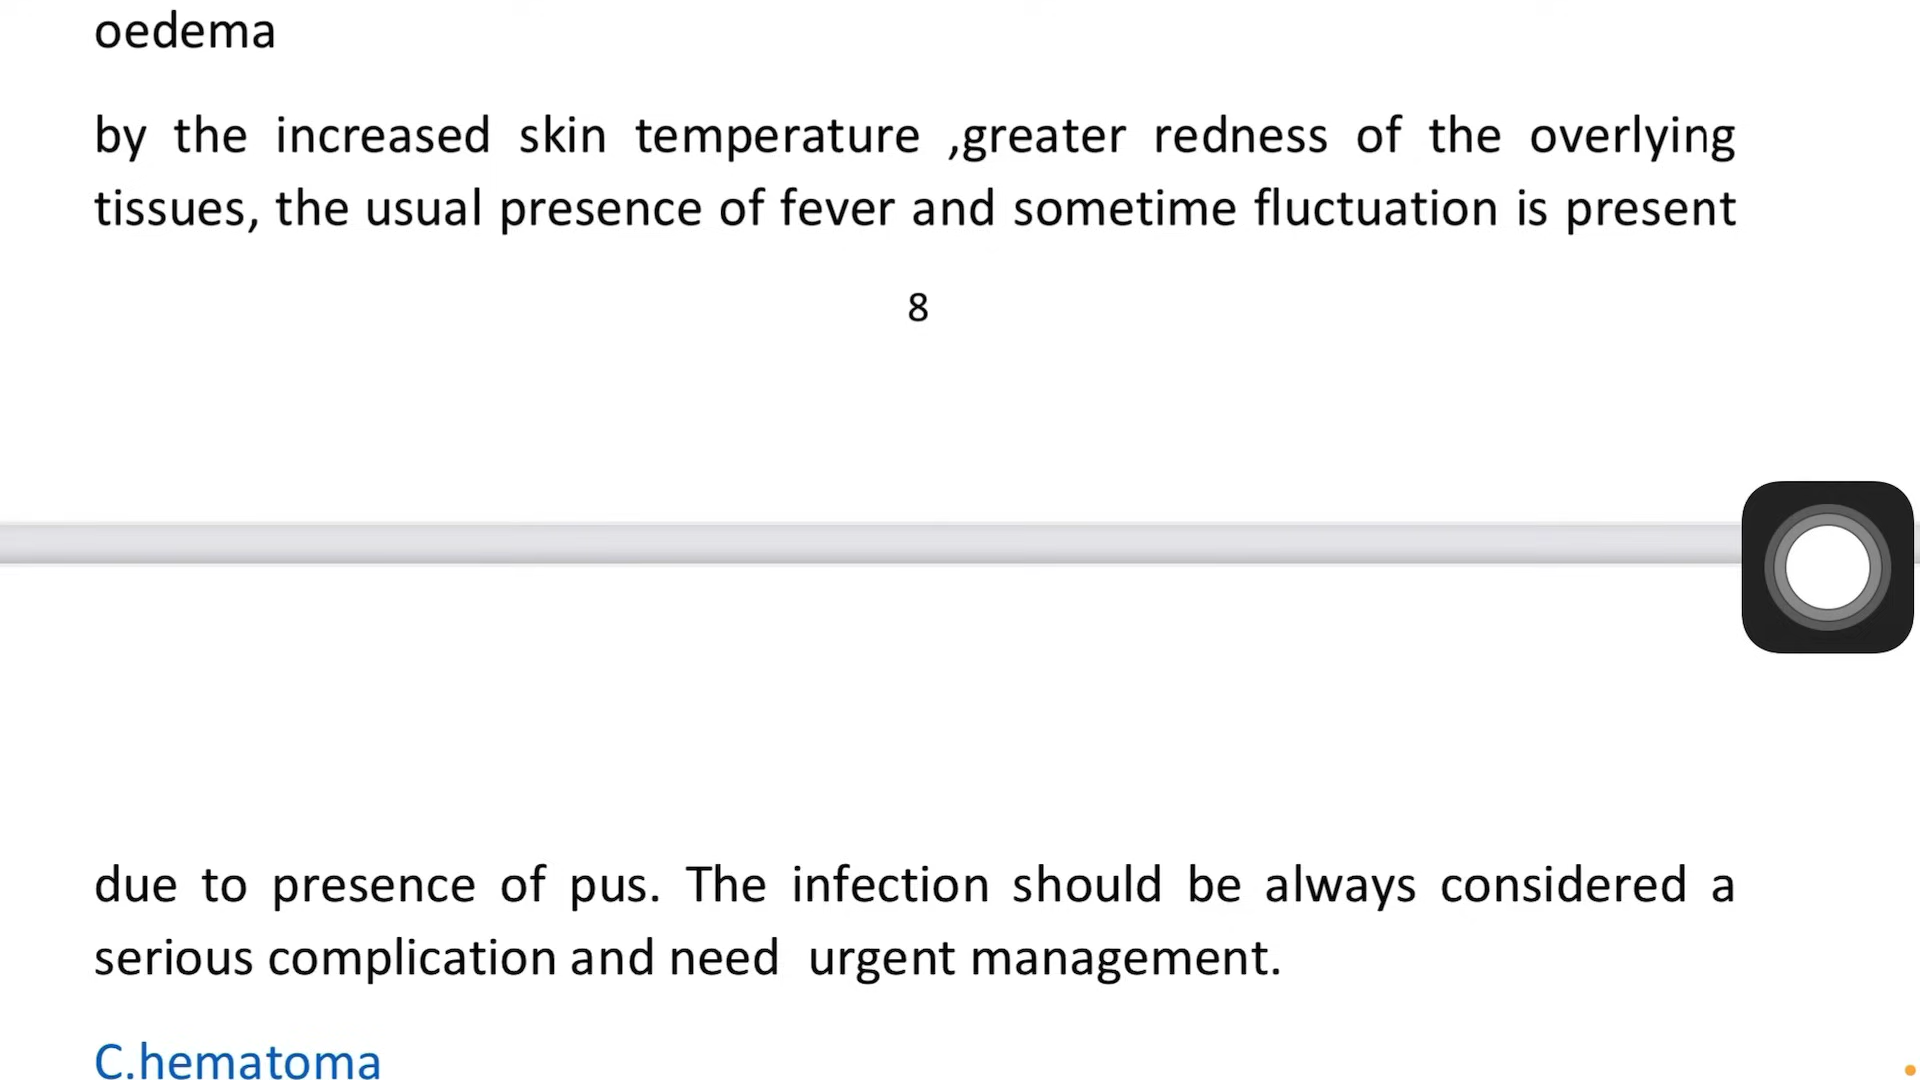 oedema
by the increased skin temperature ,greater redness of the overlying
tissues, the usual presence of fever and sometime fluctuation is present
8
due to presence of pus. The infection should be always considered a
serious complication and need  urgent management.
C.hematoma